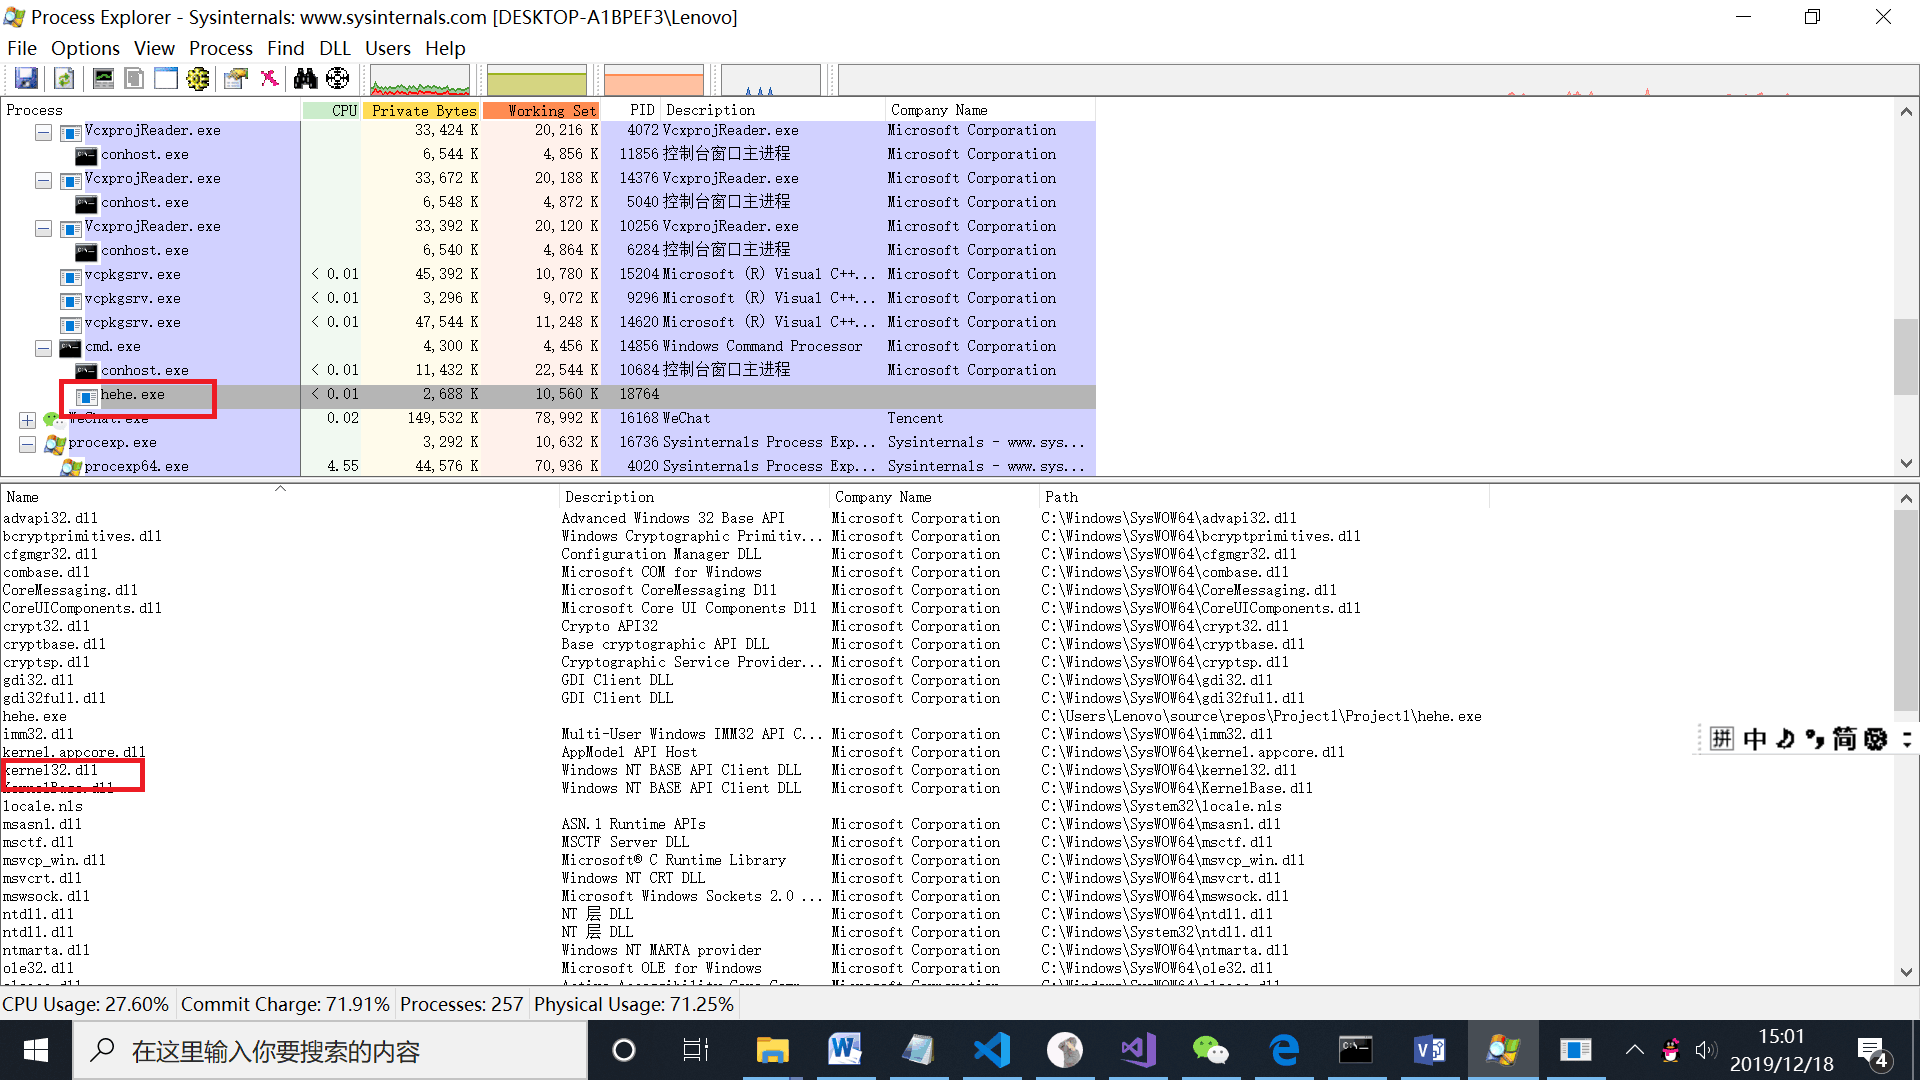 Process Explorer - Sysinternals: www.sysinternals.com [DESKTOP-A1BPEF3\Lenovo]
File Options View Process Find DLL Users Help
Process CPU Private Bytes Working Set PID Description Company Name
VcxprojReader.exe 33,424 K 20,216 K 4072 VcxprojReader.exe Microsoft Corporation
conhost.exe 6,544 K 4,856 K 11856 控制台窗口主进程 Microsoft Corporation
VcxprojReader.exe 33,672 K 20,188 K 14376 VcxprojReader.exe Microsoft Corporation
conhost.exe 6,548 K 4,872 K 5040 控制台窗口主进程 Microsoft Corporation
VcxprojReader.exe 33,392 K 20,120 K 10256 VcxprojReader.exe Microsoft Corporation
conhost.exe 6,540 K 4,864 K 6284 控制台窗口主进程 Microsoft Corporation
vcpkgsrv.exe < 0.01 45,392 K 10,780 K 15204 Microsoft (R) Visual C++... Microsoft Corporation
vcpkgsrv.exe < 0.01 3,296 K 9,072 K 9296 Microsoft (R) Visual C++... Microsoft Corporation
vcpkgsrv.exe < 0.01 47,544 K 11,248 K 14620 Microsoft (R) Visual C++... Microsoft Corporation
cmd.exe 4,300 K 4,456 K 14856 Windows Command Processor Microsoft Corporation
conhost.exe < 0.01 11,432 K 22,544 K 10684 控制台窗口主进程 Microsoft Corporation
hehe.exe < 0.01 2,688 K 10,560 K 18764
WeChat.exe 0.02 149,532 K 78,992 K 16168 WeChat Tencent
procexp.exe 3,292 K 10,632 K 16736 Sysinternals Process Exp... Sysinternals - www.sys...
procexp64.exe 4.55 44,576 K 70,936 K 4020 Sysinternals Process Exp... Sysinternals - www.sys...
Name Description Company Name Path
advapi32.dll Advanced Windows 32 Base API Microsoft Corporation C:\Windows\SysWOW64\advapi32.dll
bcryptprimitives.dll Windows Cryptographic Primitiv... Microsoft Corporation C:\Windows\SysWOW64\bcryptprimitives.dll
cfgmgr32.dll Configuration Manager DLL Microsoft Corporation C:\Windows\SysWOW64\cfgmgr32.dll
combase.dll Microsoft COM for Windows Microsoft Corporation C:\Windows\SysWOW64\combase.dll
CoreMessaging.dll Microsoft CoreMessaging Dll Microsoft Corporation C:\Windows\SysWOW64\CoreMessaging.dll
CoreUIComponents.dll Microsoft Core UI Components Dll Microsoft Corporation C:\Windows\SysWOW64\CoreUIComponents.dll
crypt32.dll Crypto API32 Microsoft Corporation C:\Windows\SysWOW64\crypt32.dll
cryptbase.dll Base cryptographic API DLL Microsoft Corporation C:\Windows\SysWOW64\cryptbase.dll
cryptsp.dll Cryptographic Service Provider... Microsoft Corporation C:\Windows\SysWOW64\cryptsp.dll
gdi32.dll GDI Client DLL Microsoft Corporation C:\Windows\SysWOW64\gdi32.dll
gdi32full.dll GDI Client DLL Microsoft Corporation C:\Windows\SysWOW64\gdi32full.dll
hehe.exe C:\Users\Lenovo\source\repos\Project1\Project1\hehe.exe
imm32.dll Multi-User Windows IMM32 API C... Microsoft Corporation C:\Windows\SysWOW64\imm32.dll
kernel.appcore.dll AppModel API Host Microsoft Corporation C:\Windows\SysWOW64\kernel.appcore.dll
kernel32.dll Windows NT BASE API Client DLL Microsoft Corporation C:\Windows\SysWOW64\kernel32.dll
KernelBase.dll Windows NT BASE API Client DLL Microsoft Corporation C:\Windows\SysWOW64\KernelBase.dll
locale.nls C:\Windows\System32\locale.nls
msasn1.dll ASN.1 Runtime APIs Microsoft Corporation C:\Windows\SysWOW64\msasn1.dll
msctf.dll MSCTF Server DLL Microsoft Corporation C:\Windows\SysWOW64\msctf.dll
msvcp_win.dll Microsoft® C Runtime Library Microsoft Corporation C:\Windows\SysWOW64\msvcp_win.dll
msvcrt.dll Windows NT CRT DLL Microsoft Corporation C:\Windows\SysWOW64\msvcrt.dll
mswsock.dll Microsoft Windows Sockets 2.0 ... Microsoft Corporation C:\Windows\SysWOW64\mswsock.dll
ntdll.dll NT 层 DLL Microsoft Corporation C:\Windows\SysWOW64\ntdll.dll
ntdll.dll NT 层 DLL Microsoft Corporation C:\Windows\System32\ntdll.dll
ntmarta.dll Windows NT MARTA provider Microsoft Corporation C:\Windows\SysWOW64\ntmarta.dll
ole32.dll Microsoft OLE for Windows Microsoft Corporation C:\Windows\SysWOW64\ole32.dll
拼 中 简
CPU Usage: 27.60% Commit Charge: 71.91% Processes: 257 Physical Usage: 71.25%
在这里输入你要搜索的内容
15:01
2019/12/18
4